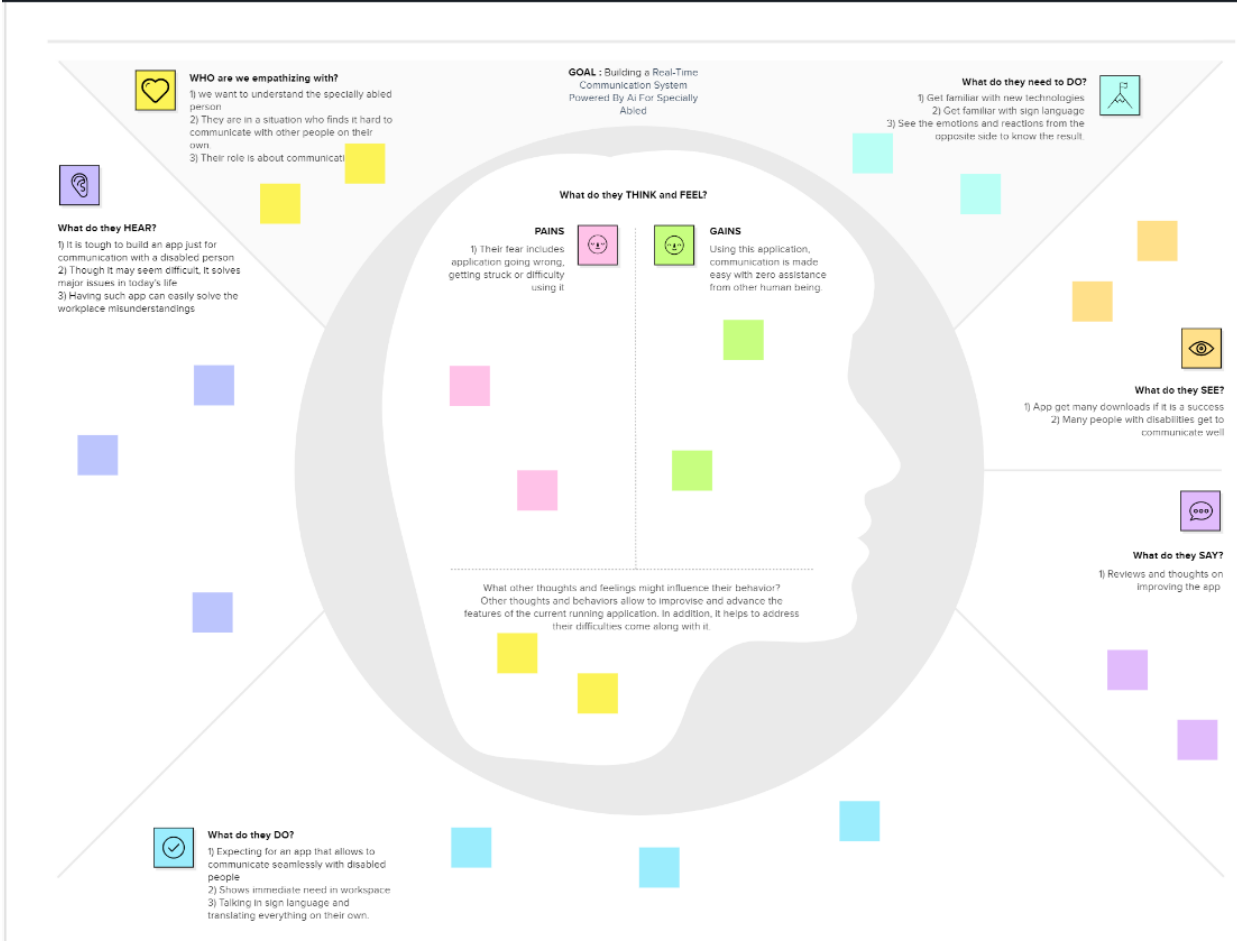 WHO are we empathizing with?
1) we want to understand the specially abled
person
2) They are in a situation who finds it hard to
communicate with other people on their
own.
3) Their role is about communicati
GOAL : Building a Real-Time
Communication System
Powered By Ai For Specially
Abled
What do they need to DO?
1) Get familiar with new technologies
2) Get familiar with sign language
3) See the emotions and reactions from the
opposite side to know the result.
What do they HEAR?
1) It is tough to build an app just for
communication with a disabled person
2) Though it may seem difficult, it solves
major issues in today's life
3) Having such app can easily solve the
workplace misunderstandings
What do they THINK and FEEL?
PAINS
1) Their fear includes
application going wrong,
getting struck or difficulty
using it
GAINS
Using this application,
communication is made
easy with zero assistance
from other human being.
What do they SEE?
1) App get many downloads if it is a success
2) Many people with disabilities get to
communicate well
What do they SAY?
1) Reviews and thoughts on
improving the app
What other thoughts and feelings might influence their behavior?
Other thoughts and behaviors allow to improvise and advance the
features of the current running application. In addition, it helps to address
their difficulties come along with it.
What do they DO?
1) Expecting for an app that allows to
communicate seamlessly with disabled
people
2) Shows immediate need in workspace
3) Talking in sign language and
translating everything on their own.